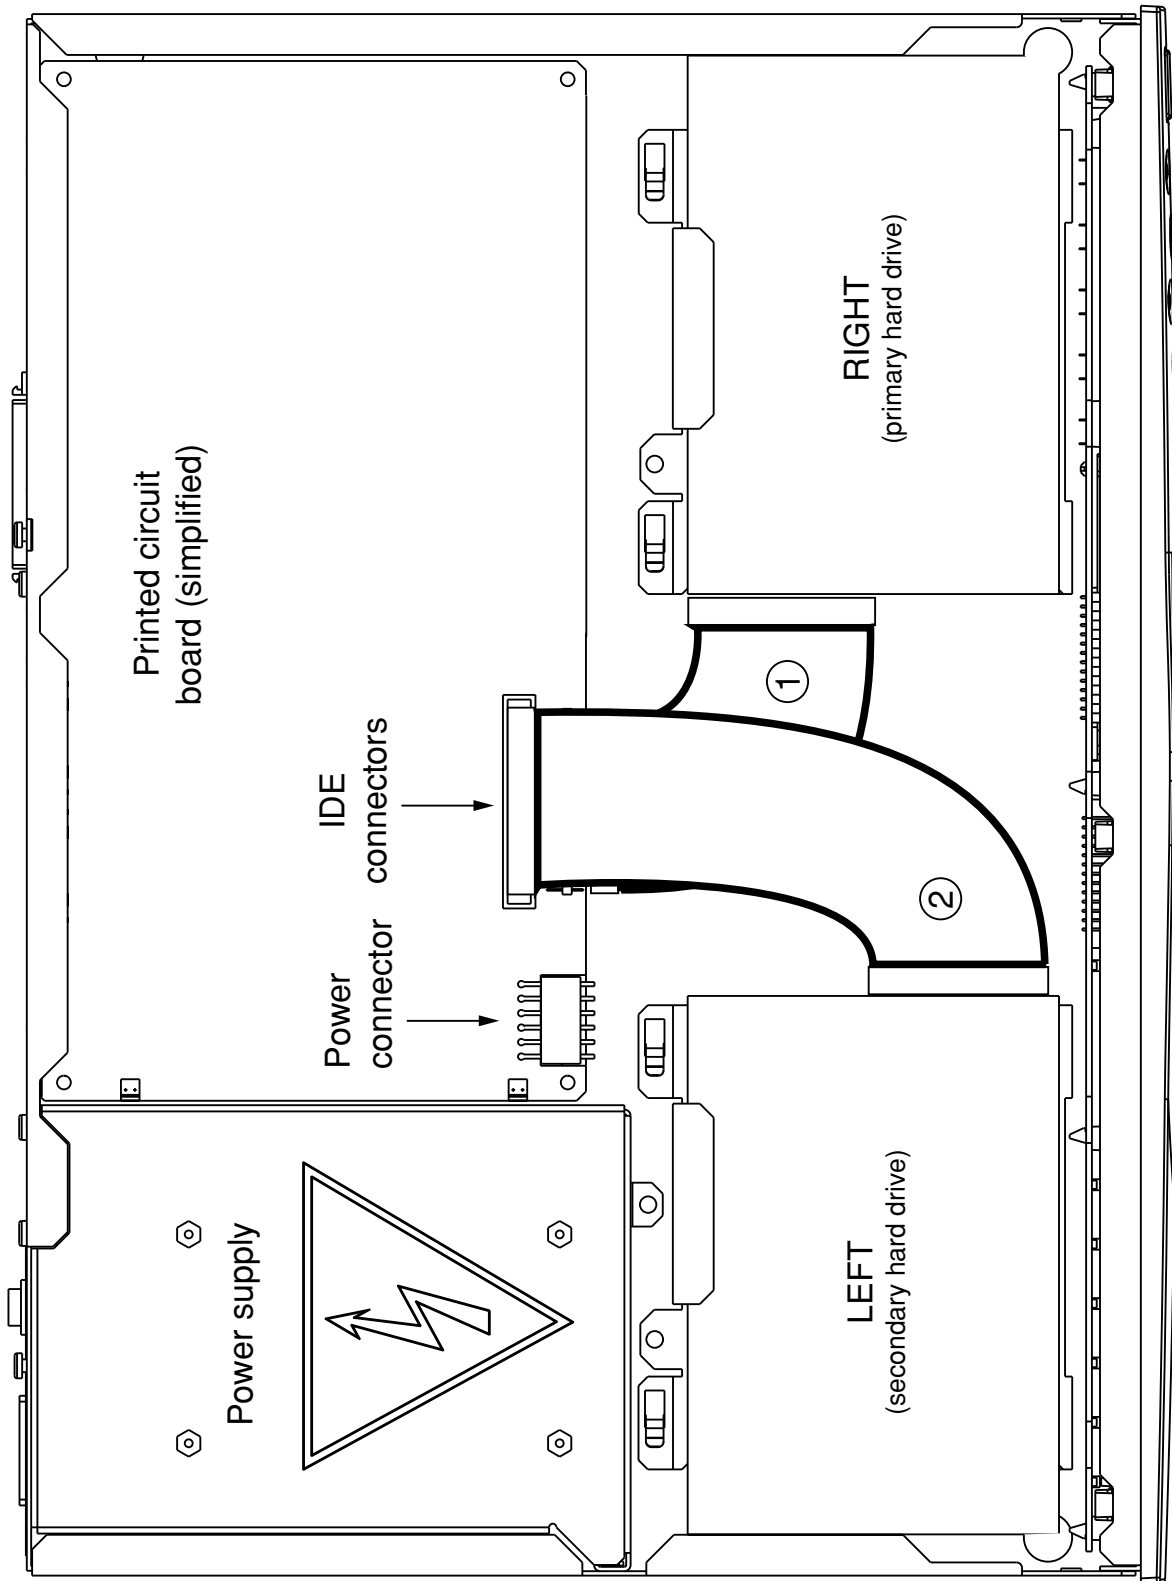 Power supply
Power
connector
IDE
connectors
Printed circuit
board (simplified)
LEFT
(secondary hard drive)
2
1
RIGHT
(primary hard drive)